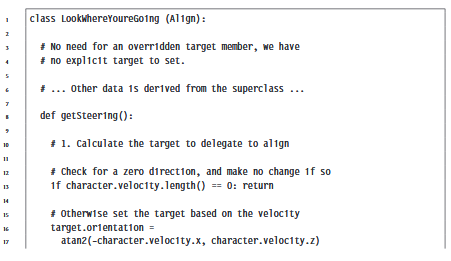 1 class LookWhereYoureGoing (Align):
2
3 # No need for an overridden target member, we have
4 # no explicit target to set.
5
6 # ... Other data is derived from the superclass ...
7
8 def getSteering():
9
10 # 1. Calculate the target to delegate to align
11
12 # Check for a zero direction, and make no change if so
13 if character.velocity.length() == 0: return
14
15 # Otherwise set the target based on the velocity
16 target.orientation =
17 atan2(-character.velocity.x, character.velocity.z)